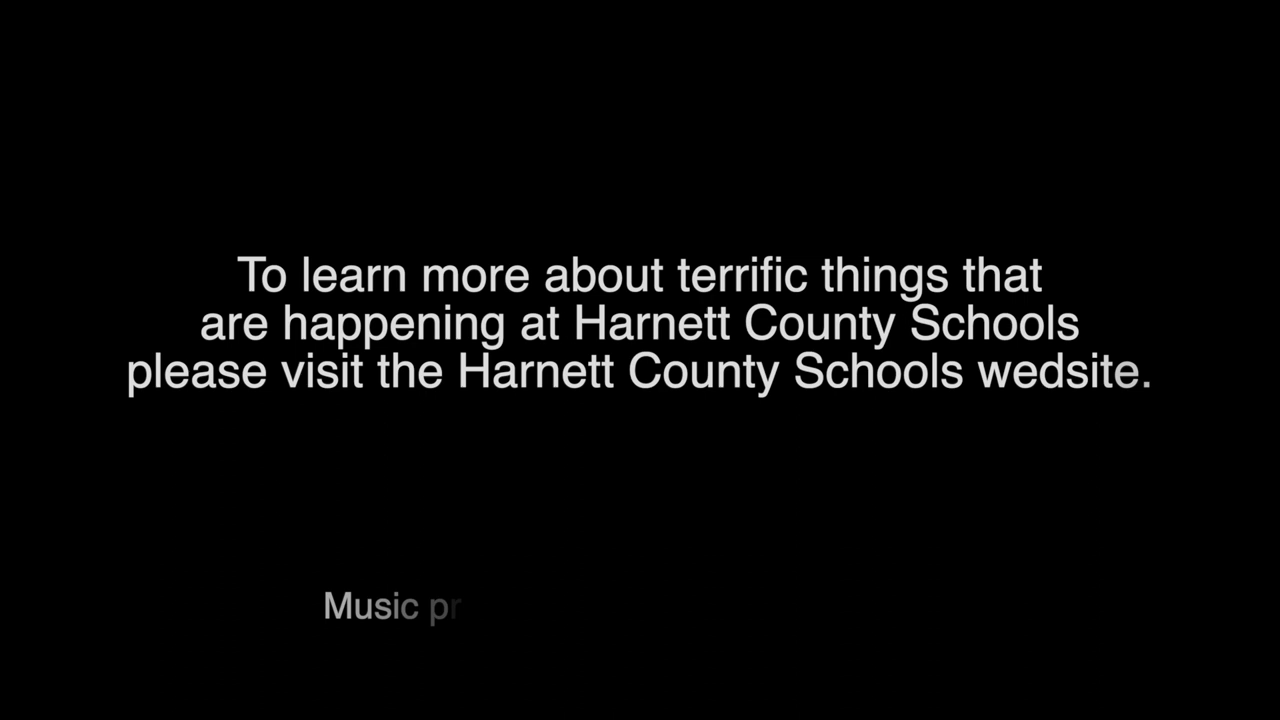 To learn more about terrific things that
are happening at Harnett County Schools
please visit the Harnett County Schools wedsite.
Music pr